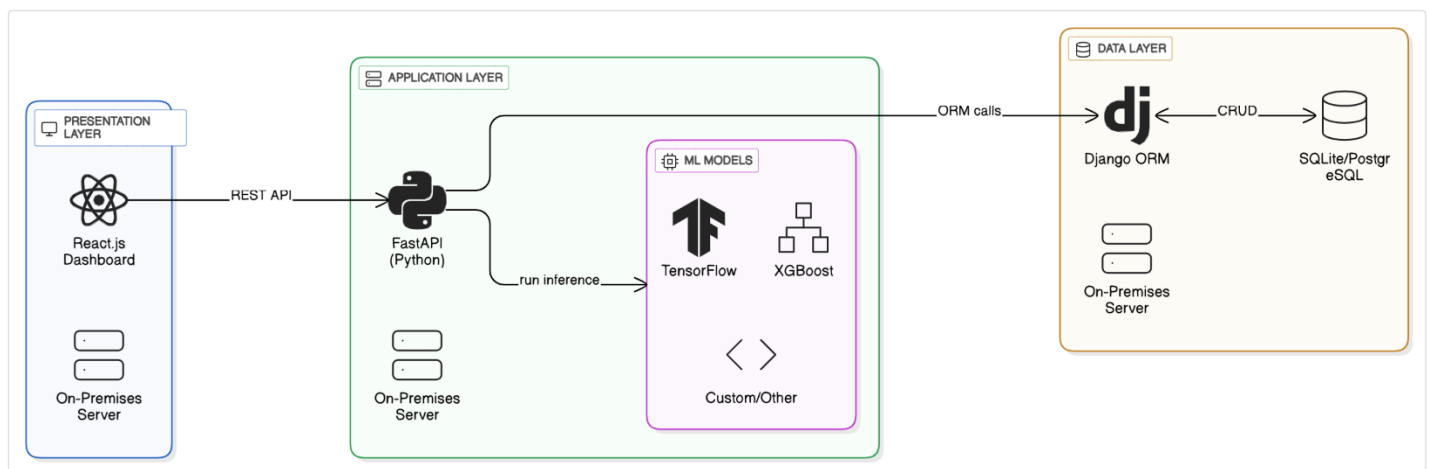 PRESENTATION
LAYER
React.js
Dashboard
On-Premises
Server
REST API
APPLICATION LAYER
FastAPI
(Python)
On-Premises
Server
run inference
ML MODELS
TensorFlow
XGBoost
Custom/Other
ORM calls
DATA LAYER
dj
Django ORM
CRUD
SQLite/Postgr
eSQL
On-Premises
Server